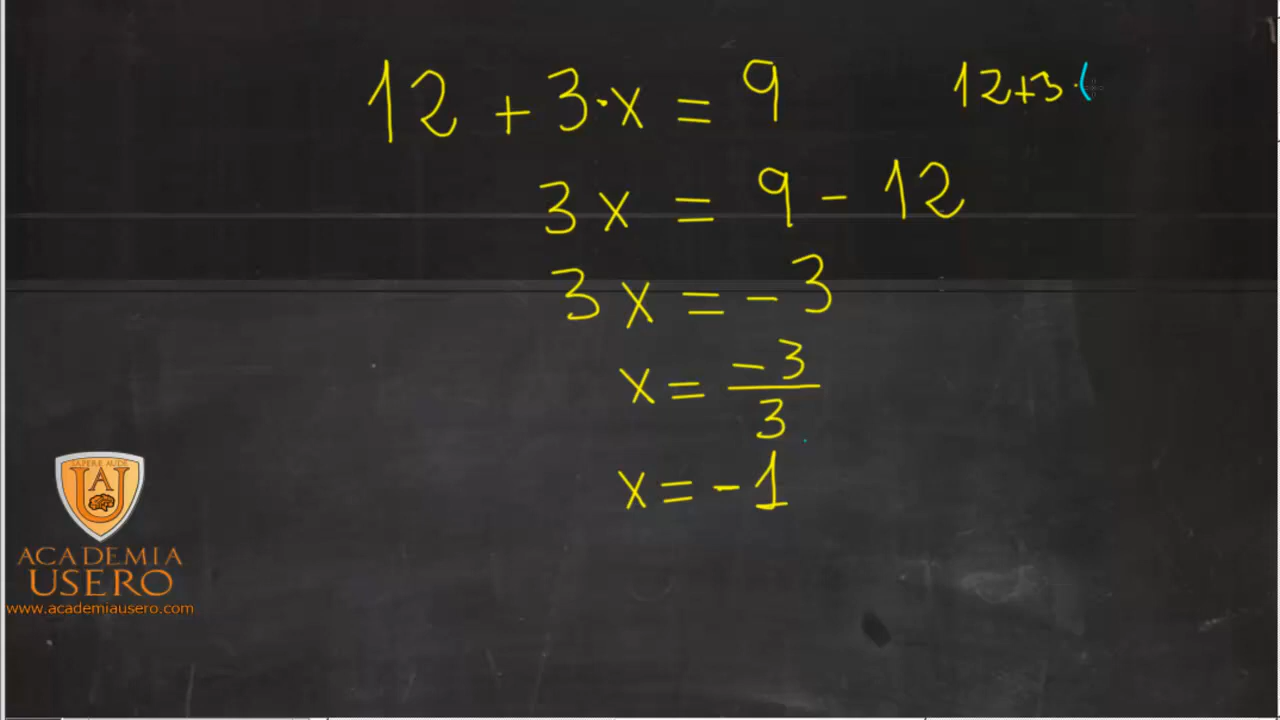 12 + 3·x = 9
12+3·(
3x = 9 - 12
3x = -3
x = -3/3
x = -1
SAPERE AUDE
UAJ
ACADEMIA
USERO
www.academiausero.com